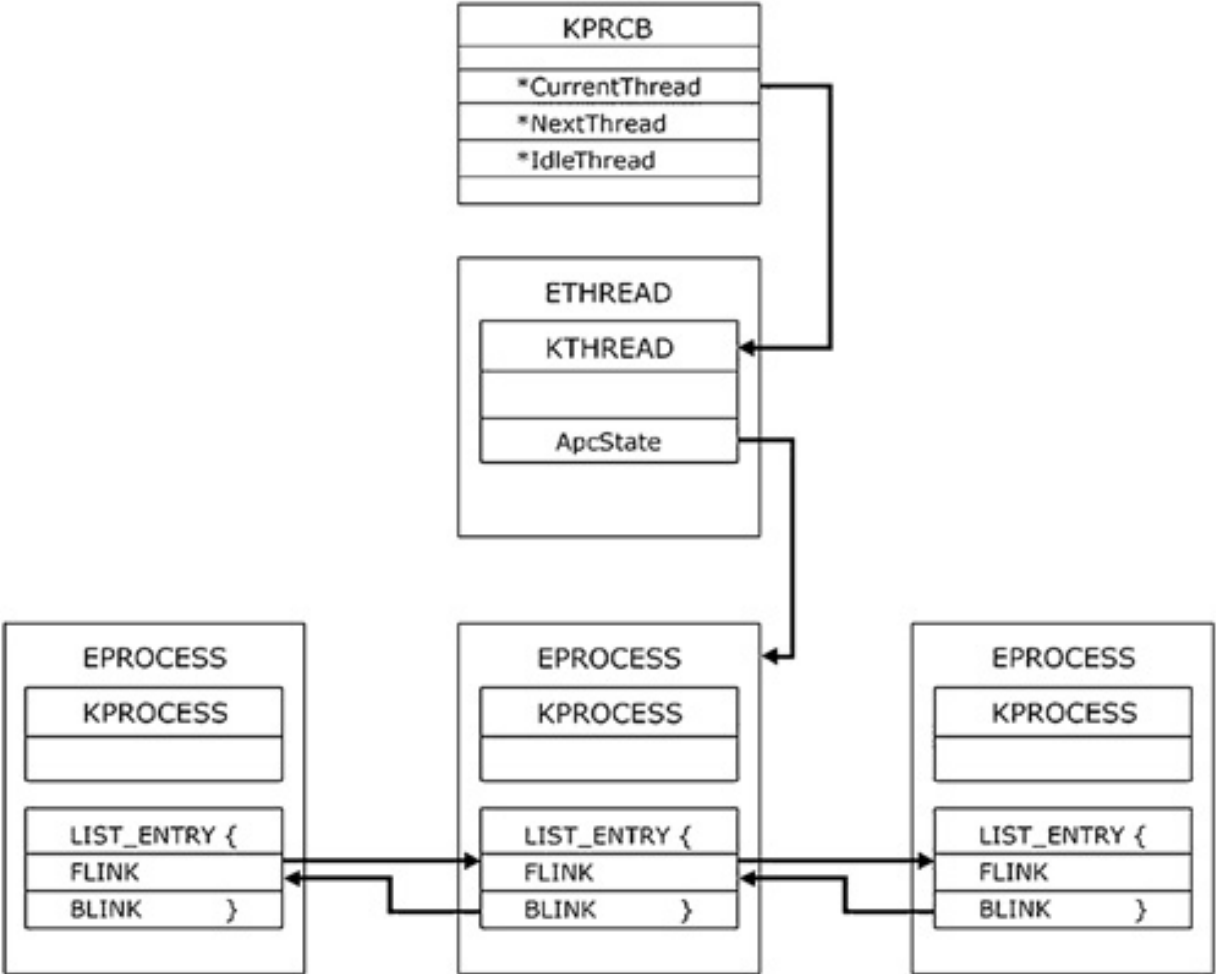 KPRCB
*CurrentThread
*NextThread
*IdleThread
ETHREAD
KTHREAD
ApcState
EPROCESS
KPROCESS
LIST_ENTRY {
FLINK
BLINK }
EPROCESS
KPROCESS
LIST_ENTRY {
FLINK
BLINK }
EPROCESS
KPROCESS
LIST_ENTRY {
FLINK
BLINK }